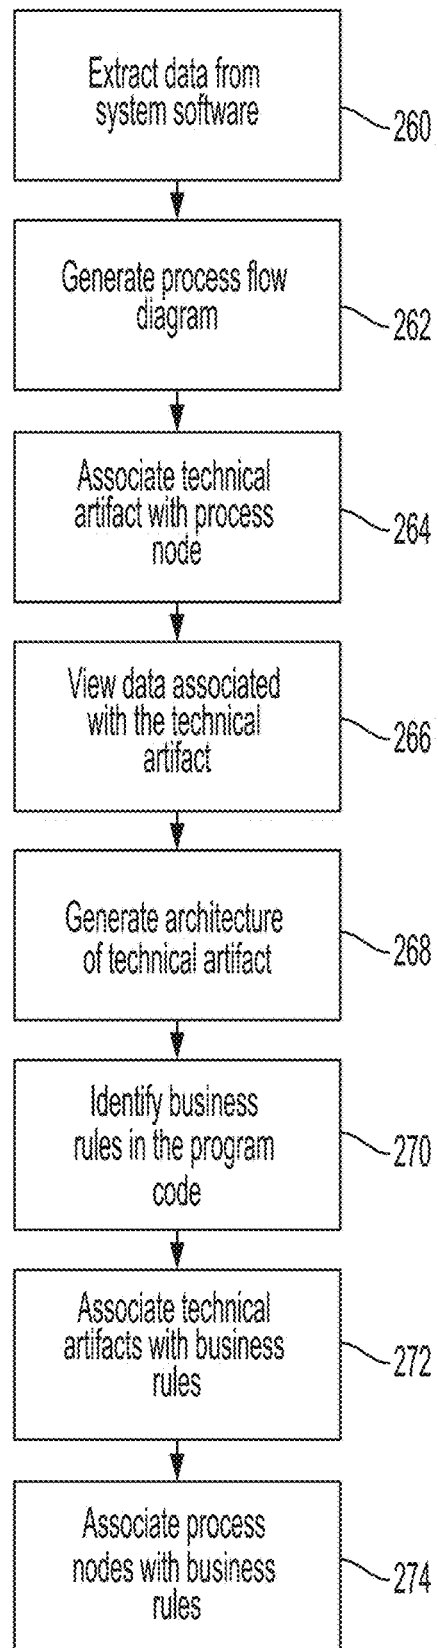 Extract data from
system software
260
Generate process flow
diagram
262
Associate technical
artifact with process
node
264
View data associated
with the technical
artifact
266
Generate architecture
of technical artifact
268
Identify business
rules in the program
code
270
Associate technical
artifacts with business
rules
272
Associate process
nodes with business
rules
274